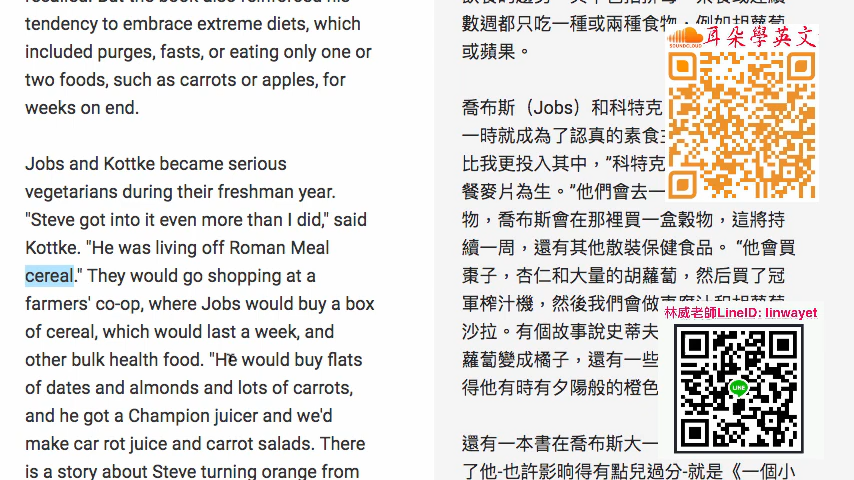 tendency to embrace extreme diets, which
included purges, fasts, or eating only one or
two foods, such as carrots or apples, for
weeks on end.
Jobs and Kottke became serious
vegetarians during their freshman year.
"Steve got into it even more than I did," said
Kottke. "He was living off Roman Meal
cereal." They would go shopping at a
farmers' co-op, where Jobs would buy a box
of cereal, which would last a week, and
other bulk health food. "He would buy flats
of dates and almonds and lots of carrots,
and he got a Champion juicer and we'd
make car rot juice and carrot salads. There
is a story about Steve turning orange from
數週都只吃一種或兩種食物，例如胡蘿蔔
或蘋果。
喬布斯（Jobs）和科特克
一時就成為了認真的素食
比我更投入其中，”科特克
餐麥片為生。”他們會去一
物，喬布斯會在那裡買一盒穀物，這將持
續一周，還有其他散裝保健食品。 “他會買
棗子，杏仁和大量的胡蘿蔔，然后買了冠
軍榨汁機，然後我們會做
沙拉。有個故事說史蒂夫
蘿蔔變成橘子，還有一些
得他有時有夕陽般的橙色
還有一本書在喬布斯大一
了他-也許影响得有點兒過分-就是《一個小
SOUNDCLOUD
耳朵學英文
林威老師LineID: linwayet
LINE